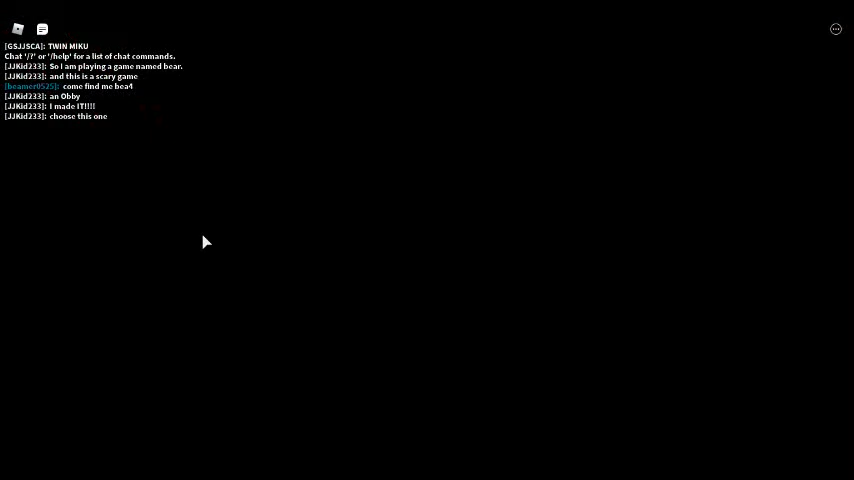 [GSJJSCA]: TWIN MIKU
Chat '/?' or '/help' for a list of chat commands.
[JJKid233]: So I am playing a game named bear.
[JJKid233]: and this is a scary game
[beamer0525]: come find me bea4
[JJKid233]: an Obby
[JJKid233]: I made IT!!!!
[JJKid233]: choose this one